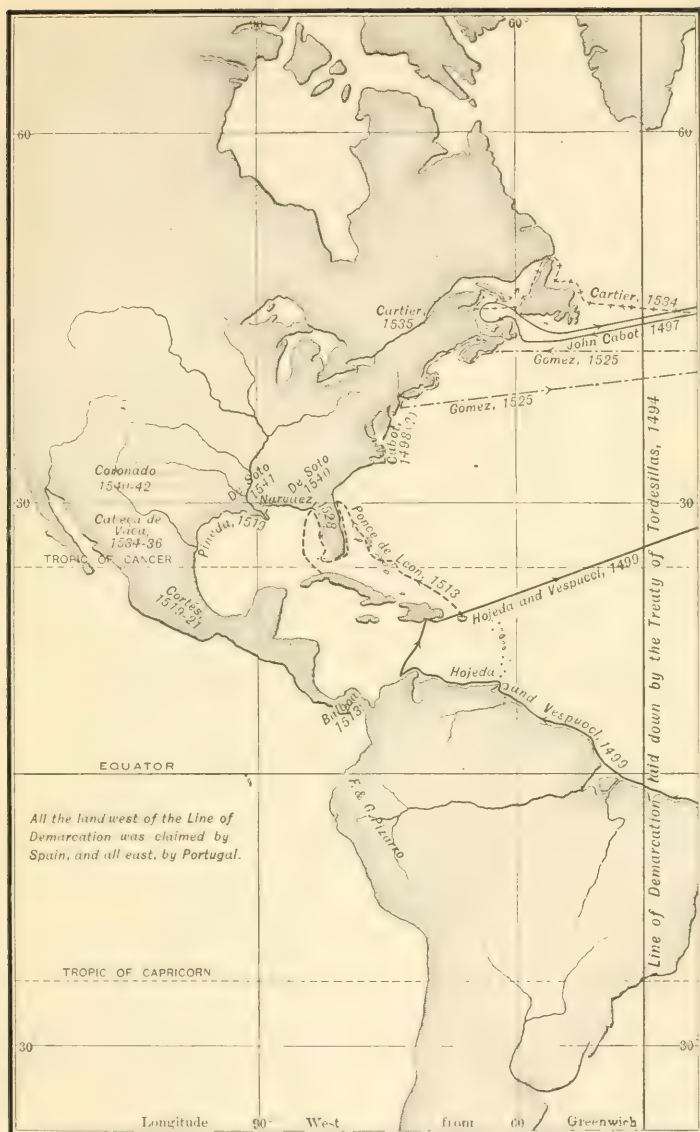 90°
60°
60
60
Cartier, 1534
Cartier,
1535
John Cabot, 1497
Gomez, 1525
Gomez, 1525
Cabot,
1498(?)
Line of Demarcation laid down by the Treaty of Tordesillas, 1494
Coronado
1540-42
De Soto
1541
De Soto
1540
30
30
Narvaez,
1528
Pineda, 1519
Cabeça de
Vaca,
1534-36
Ponce de Leon, 1513
TROPIC OF CANCER
Hojeda and Vespucci, 1499
Cortés,
1519-21
Hojeda and Vespucci, 1499
Balboa
1513
EQUATOR
F. & G. Pizarro
All the land west of the Line of
Demarcation was claimed by
Spain, and all east, by Portugal.
TROPIC OF CAPRICORN
30
30
Longitude 90° West from 60 Greenwich